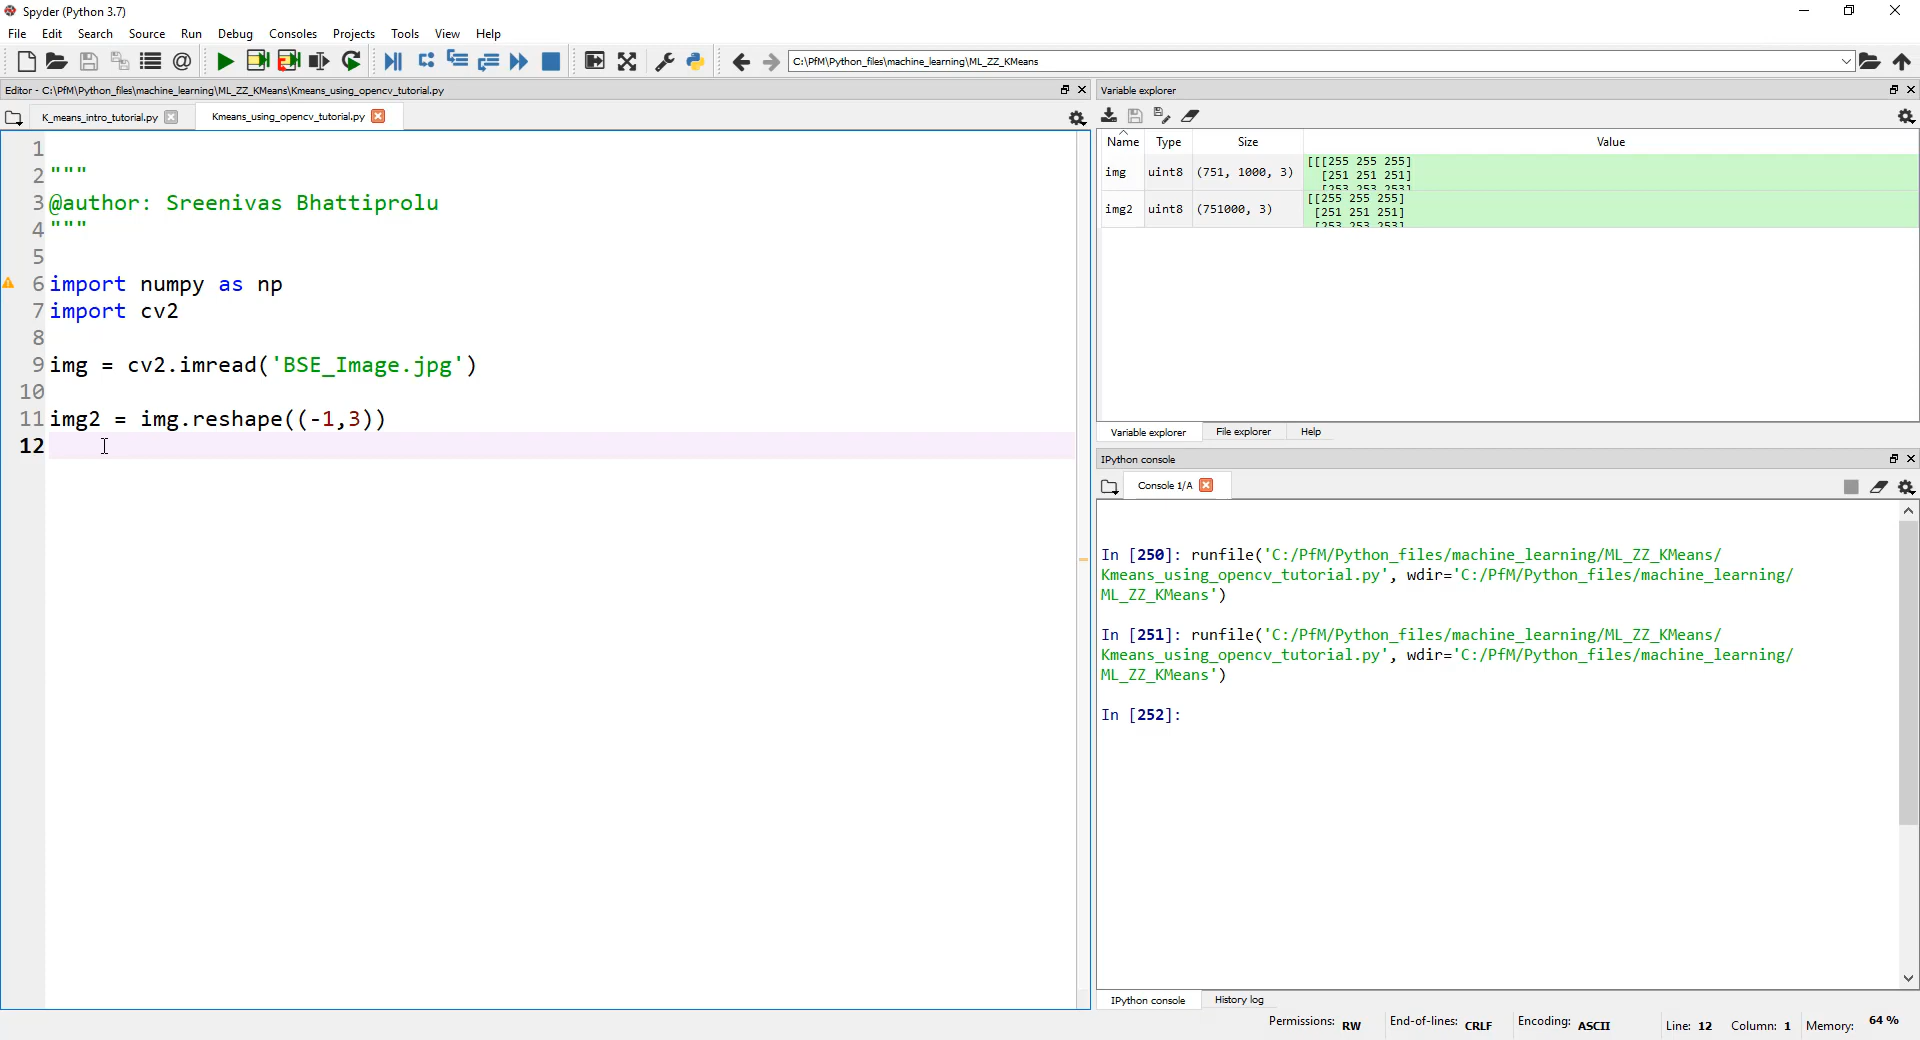 Spyder (Python 3.7)
File Edit Search Source Run Debug Consoles Projects Tools View Help
C:\PfM\Python_files\machine_learning\ML_ZZ_KMeans
Editor - C:\PfM\Python_files\machine_learning\ML_ZZ_KMeans\Kmeans_using_opencv_tutorial.py
K_means_intro_tutorial.py Kmeans_using_opencv_tutorial.py
1
2 """
3 @author: Sreenivas Bhattiprolu
4 """
5
6 import numpy as np
7 import cv2
8
9 img = cv2.imread('BSE_Image.jpg')
10
11 img2 = img.reshape((-1,3))
12
Variable explorer
Name Type Size Value
img uint8 (751, 1000, 3) [[[255 255 255]
[251 251 251]
[253 253 253]
img2 uint8 (751000, 3) [[255 255 255]
[251 251 251]
[253 253 253]
Variable explorer File explorer Help
IPython console
Console 1/A
In [250]: runfile('C:/PfM/Python_files/machine_learning/ML_ZZ_KMeans/
Kmeans_using_opencv_tutorial.py', wdir='C:/PfM/Python_files/machine_learning/
ML_ZZ_KMeans')
In [251]: runfile('C:/PfM/Python_files/machine_learning/ML_ZZ_KMeans/
Kmeans_using_opencv_tutorial.py', wdir='C:/PfM/Python_files/machine_learning/
ML_ZZ_KMeans')
In [252]:
IPython console History log
Permissions: RW End-of-lines: CRLF Encoding: ASCII Line: 12 Column: 1 Memory: 64 %